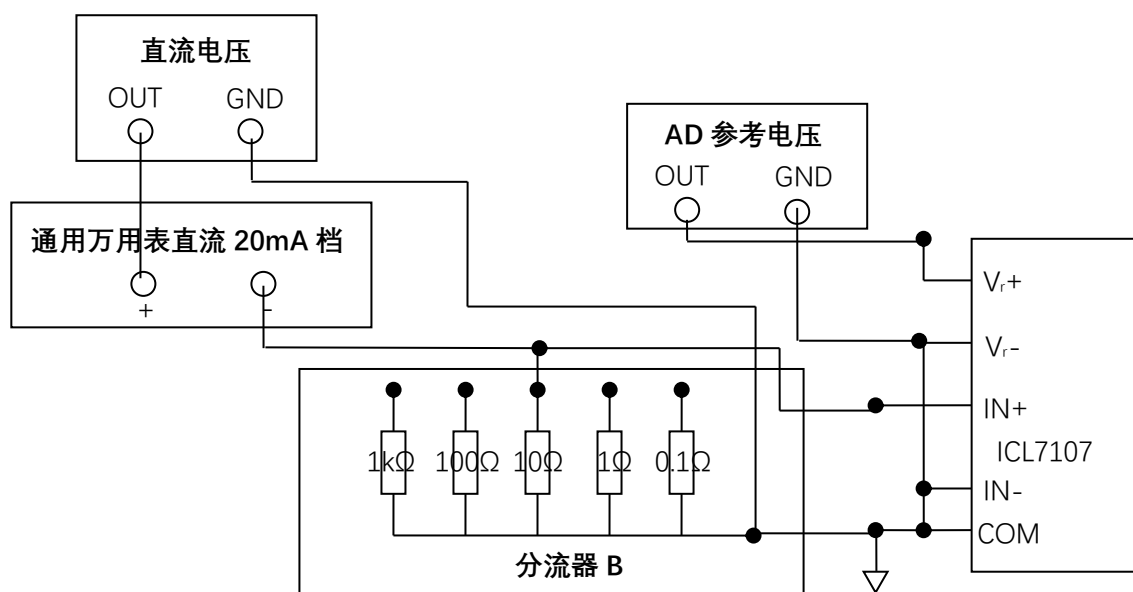 直流电压
OUT GND
AD 参考电压
OUT GND
通用万用表直流 20mA 档
+ -
Vᵣ+
Vᵣ-
IN+
ICL7107
IN-
COM
1kΩ 100Ω 10Ω 1Ω 0.1Ω
分流器 B